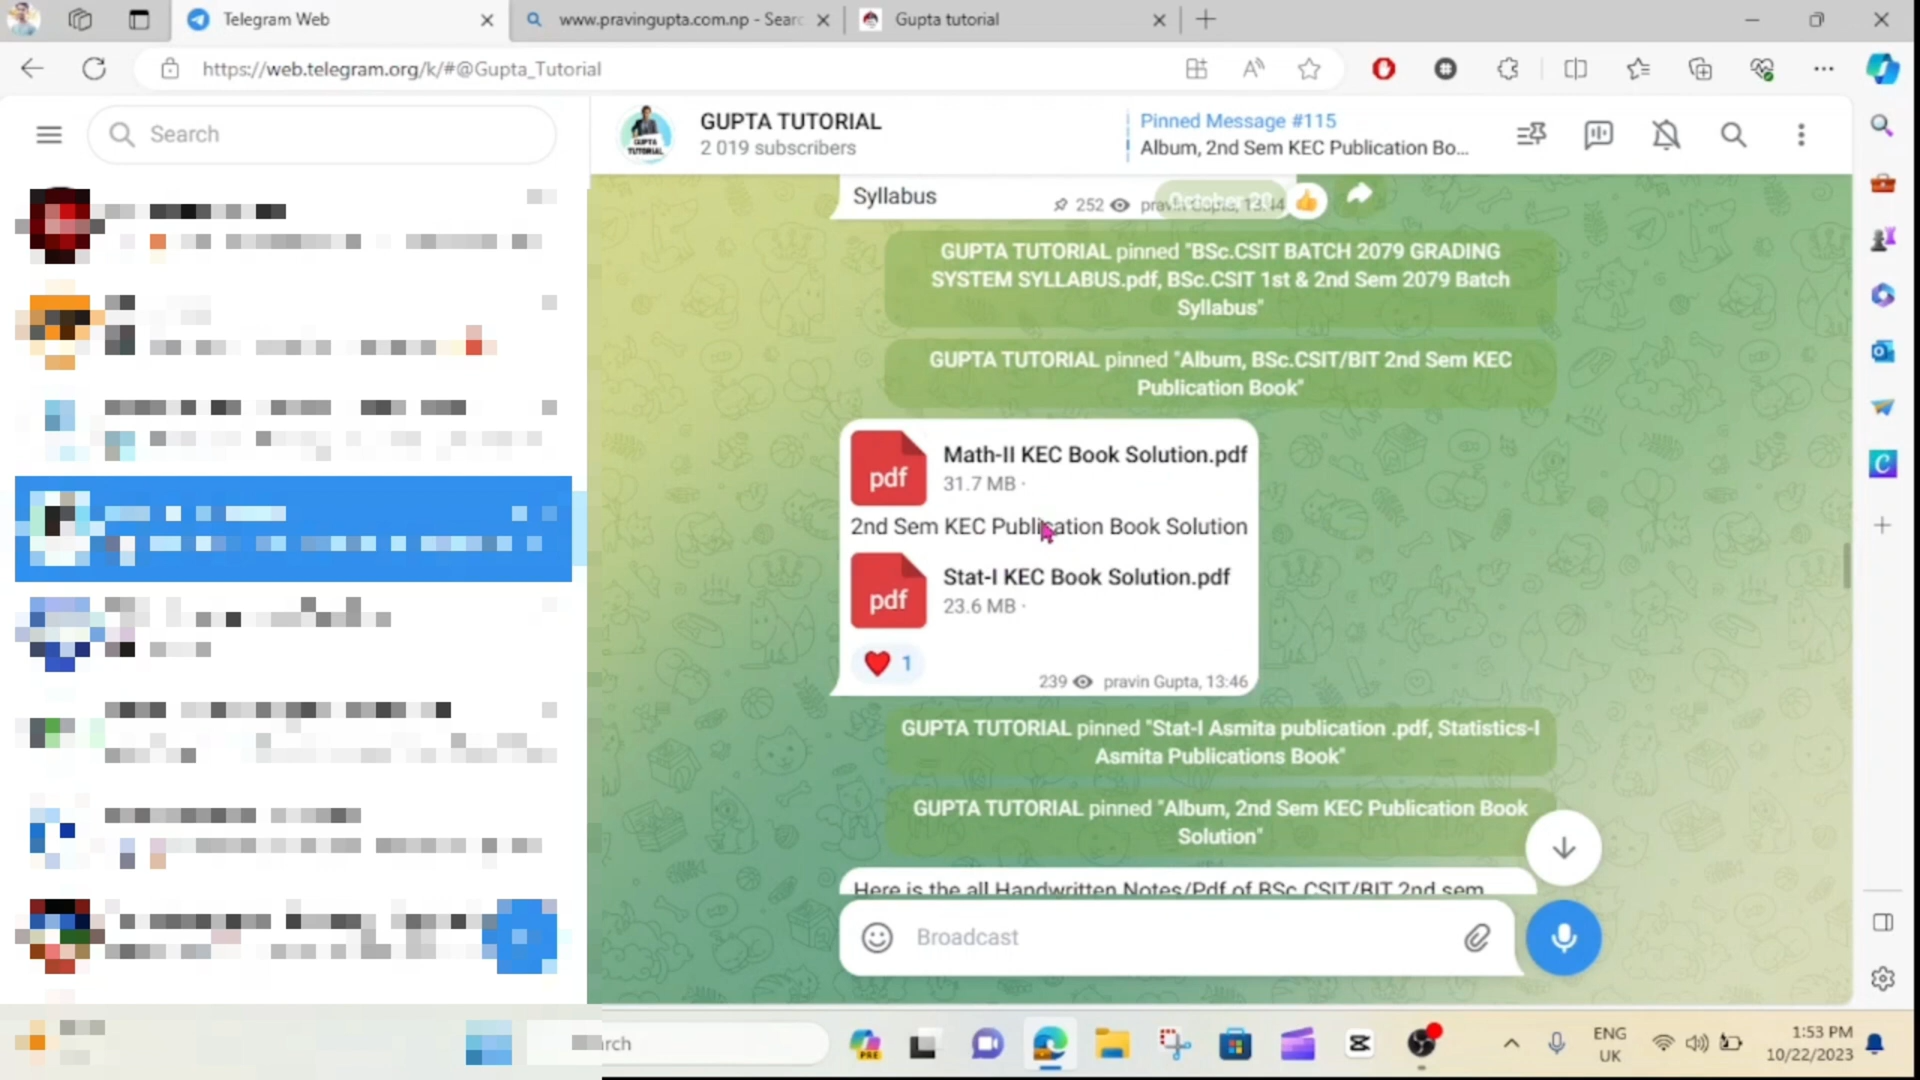 Telegram Web
www.pravingupta.com.np - Searc
Gupta tutorial
https://web.telegram.org/k/#@Gupta_Tutorial
Search
GUPTA TUTORIAL
2 019 subscribers
Pinned Message #115
Album, 2nd Sem KEC Publication Bo...
Syllabus
252
October 20
GUPTA TUTORIAL pinned "BSc.CSIT BATCH 2079 GRADING
SYSTEM SYLLABUS.pdf, BSc.CSIT 1st & 2nd Sem 2079 Batch
Syllabus"
GUPTA TUTORIAL pinned "Album, BSc.CSIT/BIT 2nd Sem KEC
Publication Book"
pdf
Math-II KEC Book Solution.pdf
31.7 MB ·
2nd Sem KEC Publication Book Solution
pdf
Stat-I KEC Book Solution.pdf
23.6 MB ·
1
239 pravin Gupta, 13:46
GUPTA TUTORIAL pinned "Stat-I Asmita publication .pdf, Statistics-I
Asmita Publications Book"
GUPTA TUTORIAL pinned "Album, 2nd Sem KEC Publication Book
Solution"
Here is the all Handwritten Notes/Pdf of BSc.CSIT/BIT 2nd sem
Broadcast
rch
PRE
ENG
UK
1:53 PM
10/22/2023